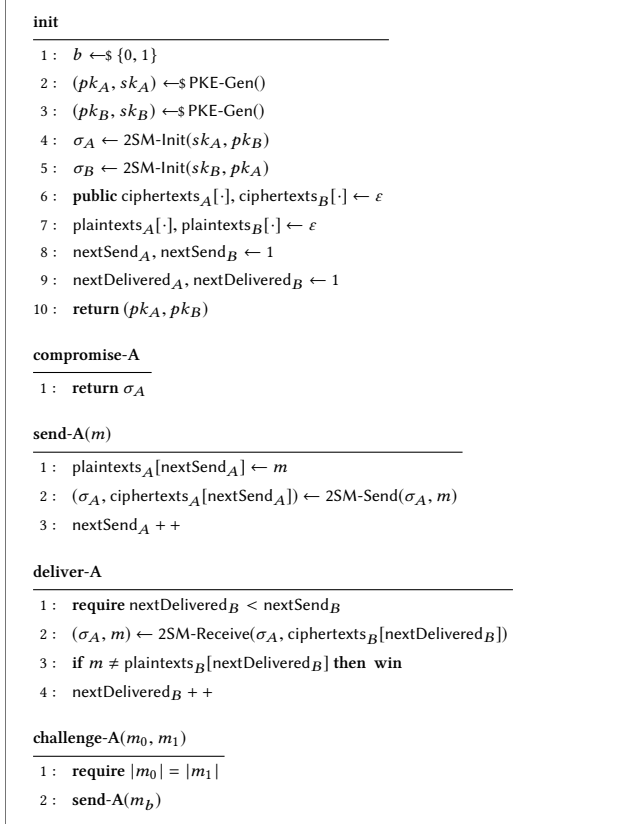 init
1 : b ←$ {0, 1}
2 : (pk_A, sk_A) ←$ PKE-Gen()
3 : (pk_B, sk_B) ←$ PKE-Gen()
4 : σ_A ← 2SM-Init(sk_A, pk_B)
5 : σ_B ← 2SM-Init(sk_B, pk_A)
6 : public ciphertexts_A[·], ciphertexts_B[·] ← ε
7 : plaintexts_A[·], plaintexts_B[·] ← ε
8 : nextSend_A, nextSend_B ← 1
9 : nextDelivered_A, nextDelivered_B ← 1
10 : return (pk_A, pk_B)
compromise-A
1 : return σ_A
send-A(m)
1 : plaintexts_A[nextSend_A] ← m
2 : (σ_A, ciphertexts_A[nextSend_A]) ← 2SM-Send(σ_A, m)
3 : nextSend_A + +
deliver-A
1 : require nextDelivered_B < nextSend_B
2 : (σ_A, m) ← 2SM-Receive(σ_A, ciphertexts_B[nextDelivered_B])
3 : if m ≠ plaintexts_B[nextDelivered_B] then win
4 : nextDelivered_B + +
challenge-A(m_0, m_1)
1 : require |m_0| = |m_1|
2 : send-A(m_b)